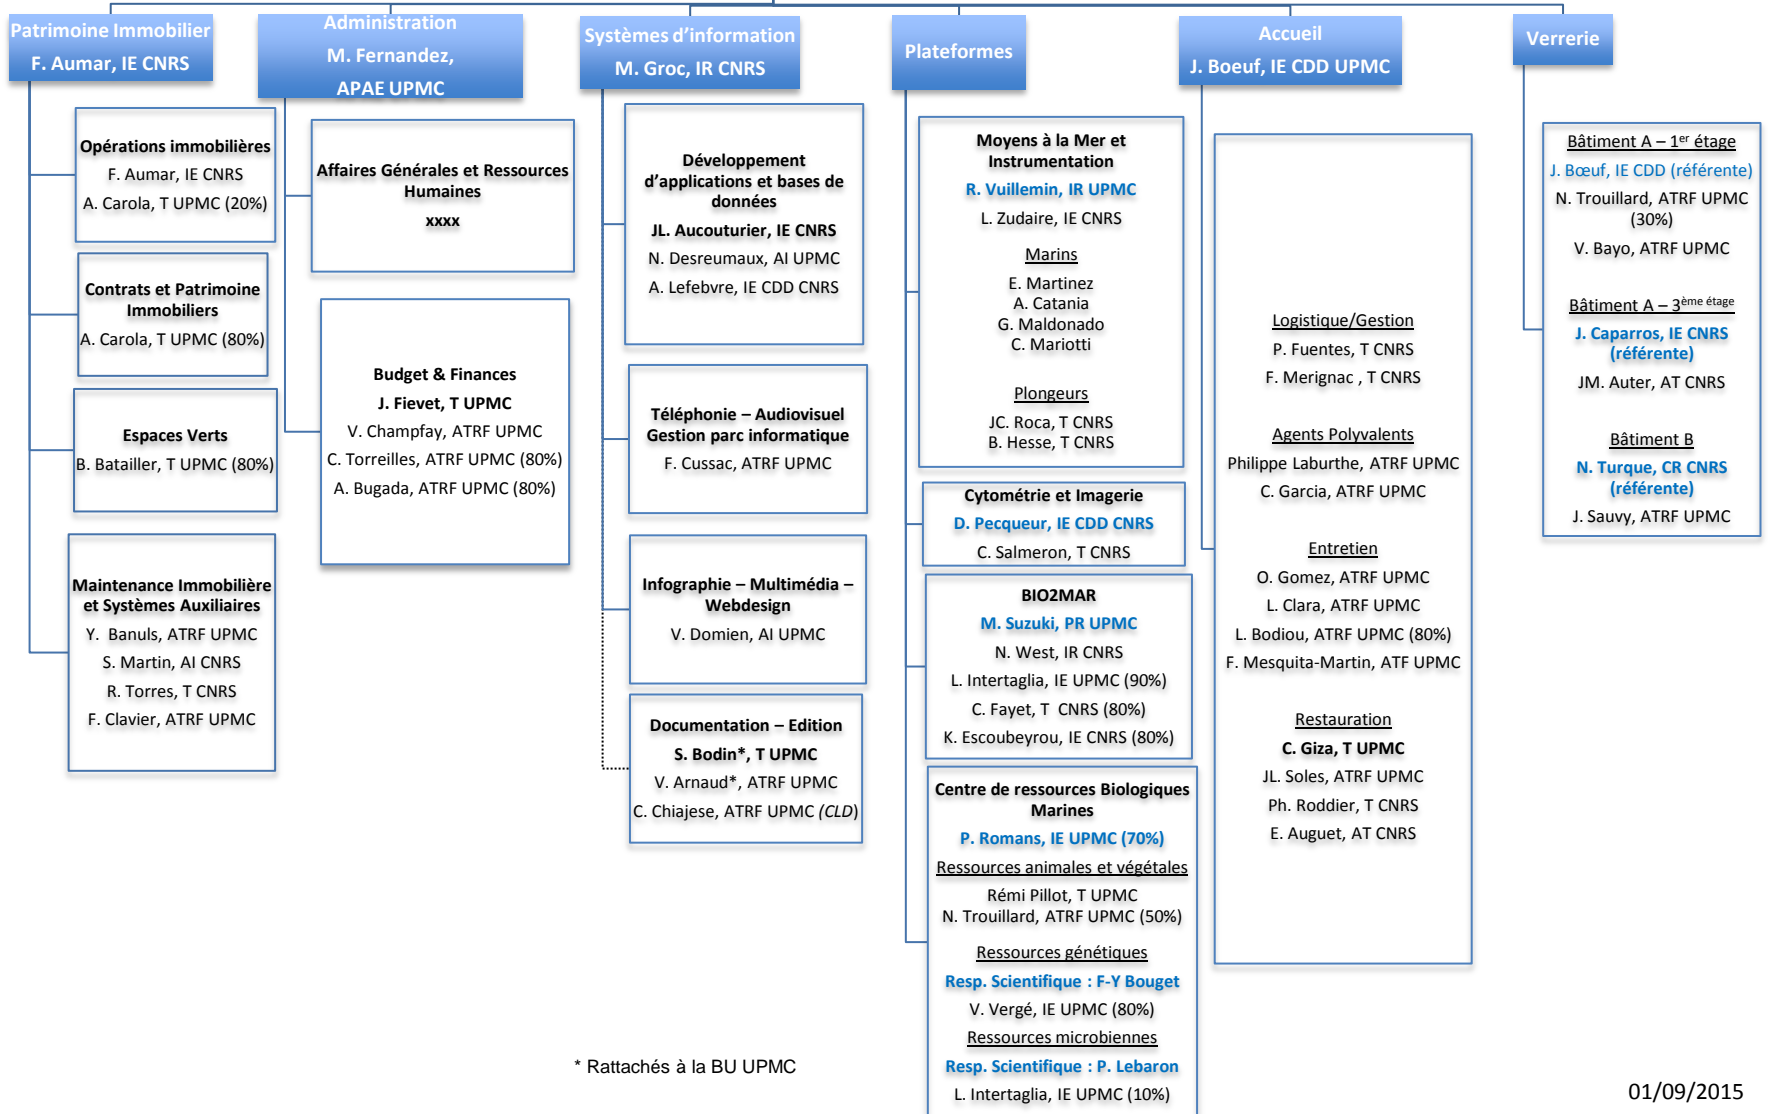 Patrimoine Immobilier
F. Aumar, IE CNRS
Opérations immobilières
F. Aumar, IE CNRS
A. Carola, T UPMC (20%)
Contrats et Patrimoine
Immobiliers
A. Carola, T UPMC (80%)
Espaces Verts
B. Batailler, T UPMC (80%)
Maintenance Immobilière
et Systèmes Auxiliaires
Y. Banuls, ATRF UPMC
S. Martin, AI CNRS
R. Torres, T CNRS
F. Clavier, ATRF UPMC
Administration
M. Fernandez,
APAE UPMC
Affaires Générales et Ressources
Humaines
xxxx
Budget & Finances
J. Fievet, T UPMC
V. Champfay, ATRF UPMC
C. Torreilles, ATRF UPMC (80%)
A. Bugada, ATRF UPMC (80%)
Systèmes d'information
M. Groc, IR CNRS
Développement
d'applications et bases de
données
JL. Aucouturier, IE CNRS
N. Desreumaux, AI UPMC
A. Lefebvre, IE CDD CNRS
Téléphonie – Audiovisuel
Gestion parc informatique
F. Cussac, ATRF UPMC
Infographie – Multimédia –
Webdesign
V. Domien, AI UPMC
Documentation – Edition
S. Bodin*, T UPMC
V. Arnaud*, ATRF UPMC
C. Chiajese, ATRF UPMC (CLD)
Plateformes
Moyens à la Mer et
Instrumentation
R. Vuillemin, IR UPMC
L. Zudaire, IE CNRS
Marins
E. Martinez
A. Catania
G. Maldonado
C. Mariotti
Plongeurs
JC. Roca, T CNRS
B. Hesse, T CNRS
Cytométrie et Imagerie
D. Pecqueur, IE CDD CNRS
C. Salmeron, T CNRS
BIO2MAR
M. Suzuki, PR UPMC
N. West, IR CNRS
L. Intertaglia, IE UPMC (90%)
C. Fayet, T CNRS (80%)
K. Escoubeyrou, IE CNRS (80%)
Centre de ressources Biologiques
Marines
P. Romans, IE UPMC (70%)
Ressources animales et végétales
Rémi Pillot, T UPMC
N. Trouillard, ATRF UPMC (50%)
Ressources génétiques
Resp. Scientifique : F-Y Bouget
V. Vergé, IE UPMC (80%)
Ressources microbiennes
Resp. Scientifique : P. Lebaron
L. Intertaglia, IE UPMC (10%)
Accueil
J. Boeuf, IE CDD UPMC
Logistique/Gestion
P. Fuentes, T CNRS
F. Merignac , T CNRS
Agents Polyvalents
Philippe Laburthe, ATRF UPMC
C. Garcia, ATRF UPMC
Entretien
O. Gomez, ATRF UPMC
L. Clara, ATRF UPMC
L. Bodiou, ATRF UPMC (80%)
F. Mesquita-Martin, ATF UPMC
Restauration
C. Giza, T UPMC
JL. Soles, ATRF UPMC
Ph. Roddier, T CNRS
E. Auguet, AT CNRS
Verrerie
Bâtiment A – 1er étage
J. Bœuf, IE CDD (référente)
N. Trouillard, ATRF UPMC
(30%)
V. Bayo, ATRF UPMC
Bâtiment A – 3ème étage
J. Caparros, IE CNRS
(référente)
JM. Auter, AT CNRS
Bâtiment B
N. Turque, CR CNRS
(référente)
J. Sauvy, ATRF UPMC
* Rattachés à la BU UPMC
01/09/2015